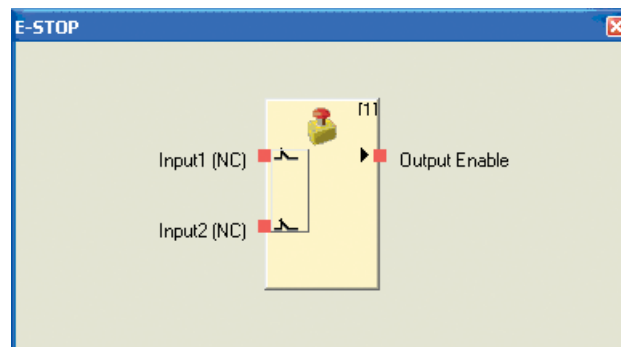 E-STOP
[1]
Input1 (NC)
Output Enable
Input2 (NC)